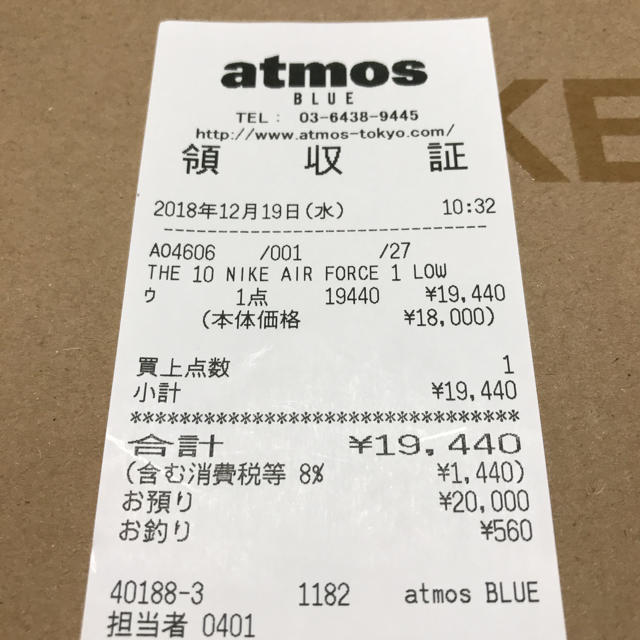 atmos
BLUE
TEL: 03-6438-9445
http://www.atmos-tokyo.com/
領収証
2018年12月19日(水) 10:32
AO4606 /001 /27
THE 10 NIKE AIR FORCE 1 LOW
ウ 1点 19440 ¥19,440
(本体価格 ¥18,000)
買上点数 1
小計 ¥19,440
*********************************
合計 ¥19,440
(含む消費税等 8% ¥1,440)
お預り ¥20,000
お釣り ¥560
40188-3 1182 atmos BLUE
担当者 0401
KE